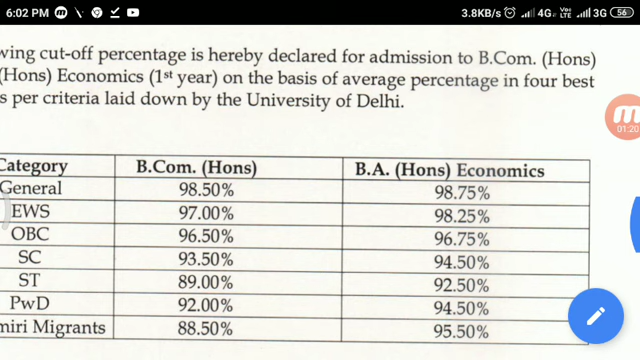 6:02 PM 3.8KB/s 4G Vo LTE 3G 56
wing cut-off percentage is hereby declared for admission to B.Com. (Hons)
(Hons) Economics (1st year) on the basis of average percentage in four best
s per criteria laid down by the University of Delhi.
01:20
Category B.Com. (Hons) B.A. (Hons) Economics
General 98.50% 98.75%
EWS 97.00% 98.25%
OBC 96.50% 96.75%
SC 93.50% 94.50%
ST 89.00% 92.50%
PwD 92.00% 94.50%
miri Migrants 88.50% 95.50%